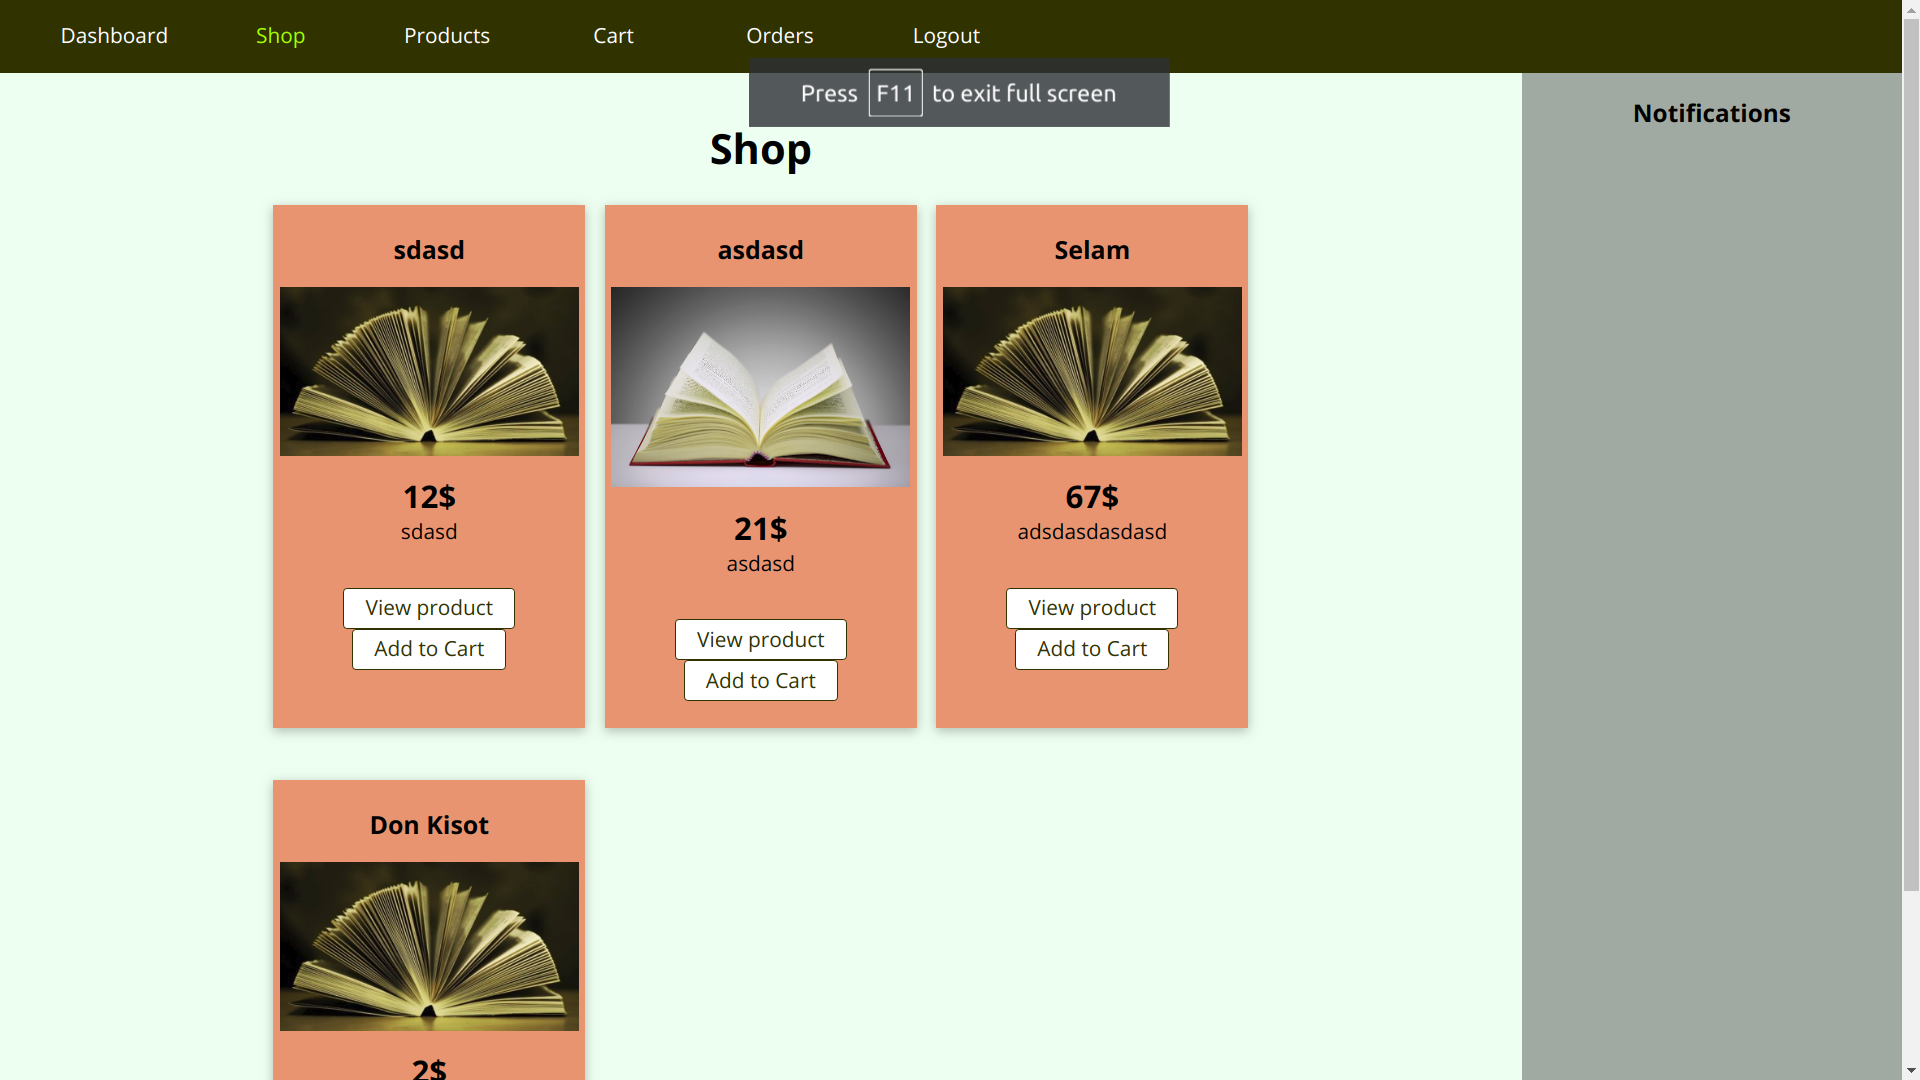 Dashboard Shop Products Cart Orders Logout
Press F11 to exit full screen
Notifications
Shop
sdasd
12$
sdasd
View product
Add to Cart
asdasd
21$
asdasd
View product
Add to Cart
Selam
67$
adsdasdasdasd
View product
Add to Cart
Don Kisot
2$